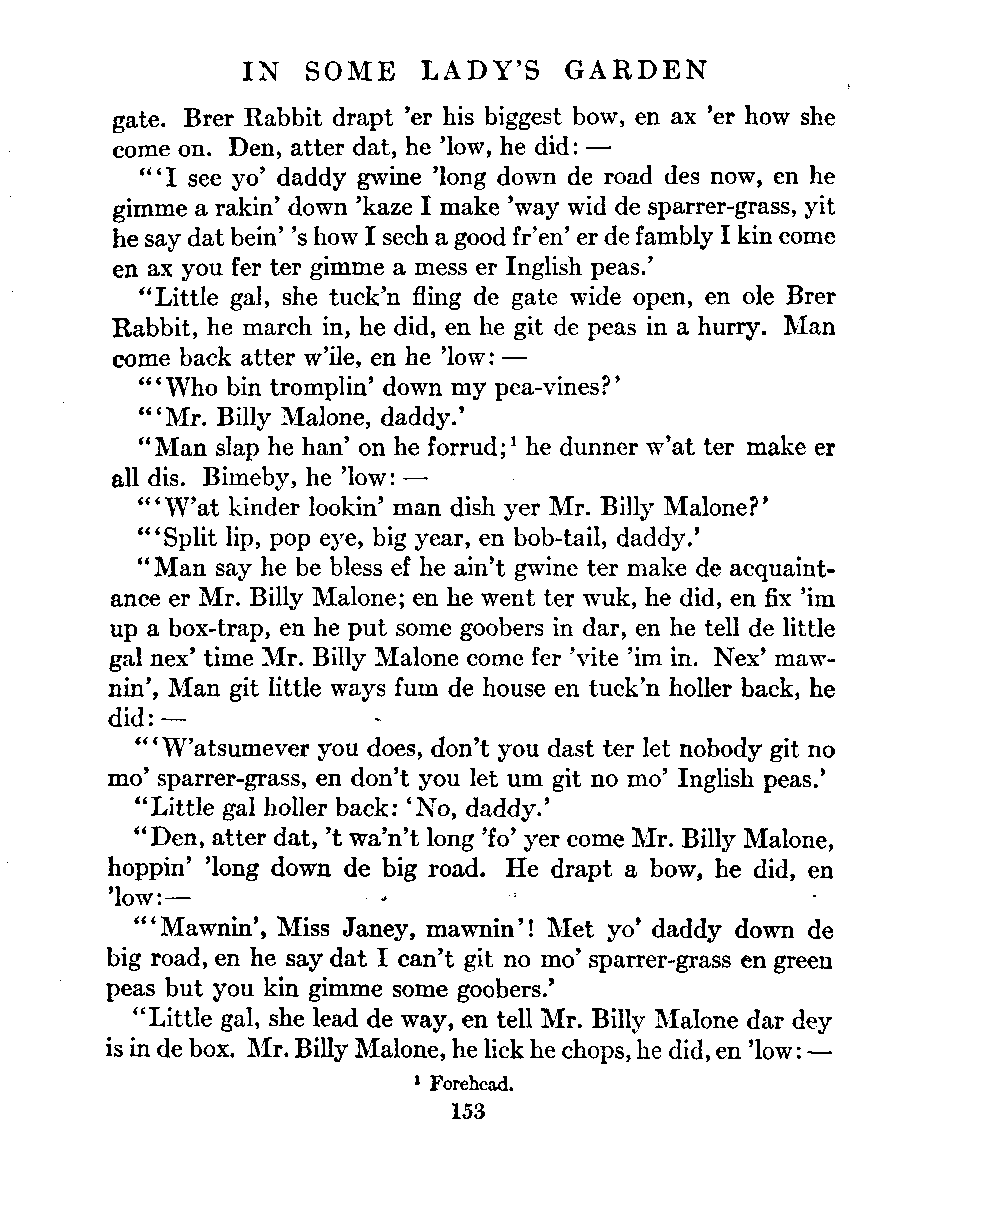 IN SOME LADY'S GARDEN
gate. Brer Rabbit drapt 'er his biggest bow, en ax 'er how she
come on. Den, atter dat, he 'low, he did: —
"'I see yo' daddy gwine 'long down de road des now, en he
gimme a rakin' down 'kaze I make 'way wid de sparrer-grass, yit
he say dat bein' 's how I sech a good fr'en' er de fambly I kin come
en ax you fer ter gimme a mess er Inglish peas.'
"Little gal, she tuck'n fling de gate wide open, en ole Brer
Rabbit, he march in, he did, en he git de peas in a hurry. Man
come back atter w'ile, en he 'low: —
"'Who bin tromplin' down my pea-vines?'
"'Mr. Billy Malone, daddy.'
"Man slap he han' on he forrud;¹ he dunner w'at ter make er
all dis. Bimeby, he 'low: —
"'W'at kinder lookin' man dish yer Mr. Billy Malone?'
"'Split lip, pop eye, big year, en bob-tail, daddy.'
"Man say he be bless ef he ain't gwine ter make de acquaint-
ance er Mr. Billy Malone; en he went ter wuk, he did, en fix 'im
up a box-trap, en he put some goobers in dar, en he tell de little
gal nex' time Mr. Billy Malone come fer 'vite 'im in. Nex' maw-
nin', Man git little ways fum de house en tuck'n holler back, he
did: —
"'W'atsumever you does, don't you dast ter let nobody git no
mo' sparrer-grass, en don't you let um git no mo' Inglish peas.'
"Little gal holler back: 'No, daddy.'
"Den, atter dat, 't wa'n't long 'fo' yer come Mr. Billy Malone,
hoppin' 'long down de big road. He drapt a bow, he did, en
'low:—
"'Mawnin', Miss Janey, mawnin'! Met yo' daddy down de
big road, en he say dat I can't git no mo' sparrer-grass en green
peas but you kin gimme some goobers.'
"Little gal, she lead de way, en tell Mr. Billy Malone dar dey
is in de box. Mr. Billy Malone, he lick he chops, he did, en 'low: —
¹ Forehead.
153